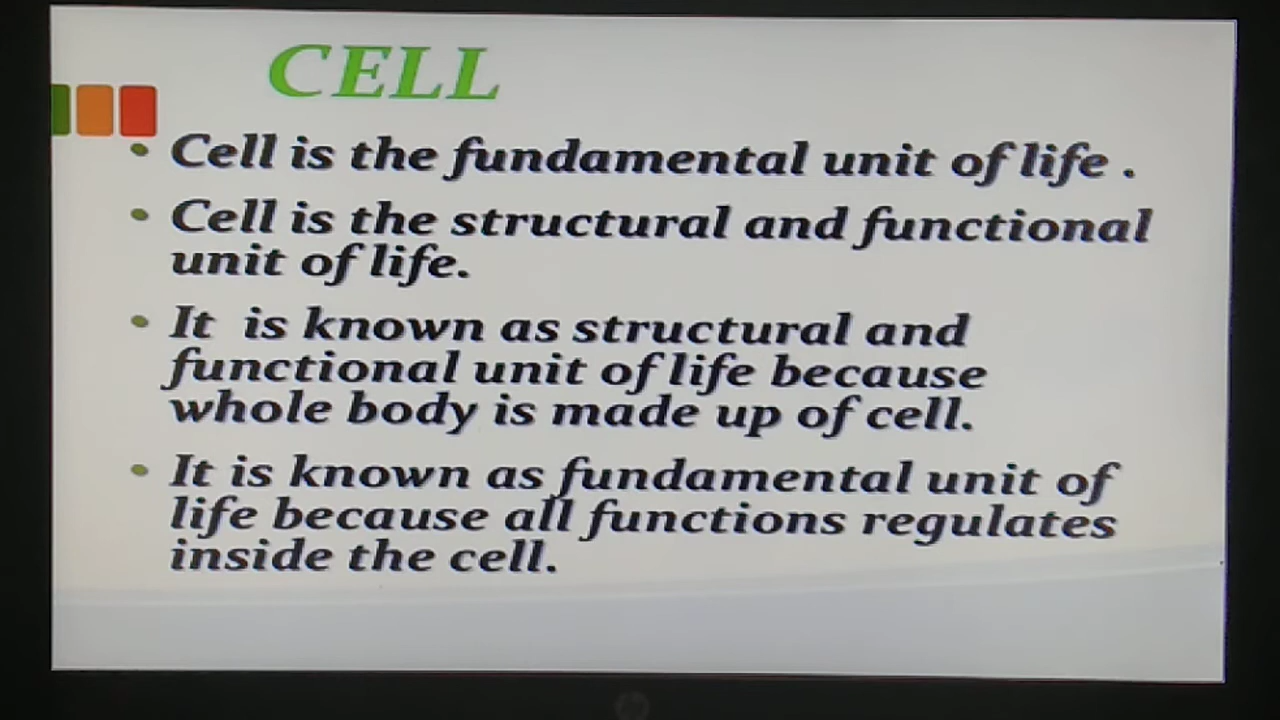 CELL
• Cell is the fundamental unit of life .
• Cell is the structural and functional
unit of life.
• It is known as structural and
functional unit of life because
whole body is made up of cell.
• It is known as fundamental unit of
life because all functions regulates
inside the cell.